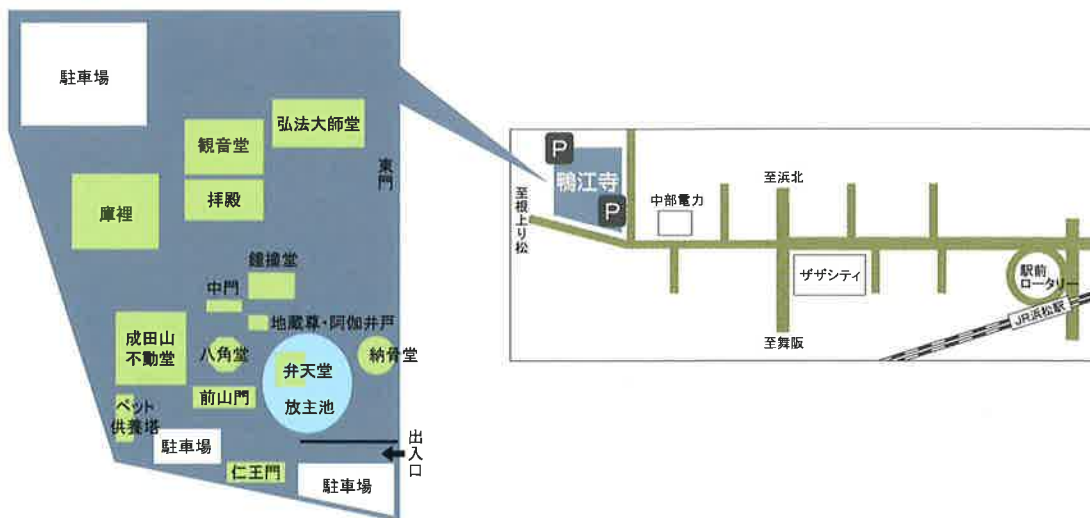 駐車場
弘法大師堂
観音堂
東門
拝殿
庫裡
鐘撞堂
中門
地蔵尊・阿伽井戸
成田山
不動堂
八角堂
納骨堂
弁天堂
前山門
放主池
ペット
供養塔
駐車場
出入口
仁王門
駐車場
P
鴨江寺
P
至根上り松
中部電力
至浜北
ザザシティ
駅前
ロータリー
JR浜松駅
至舞阪